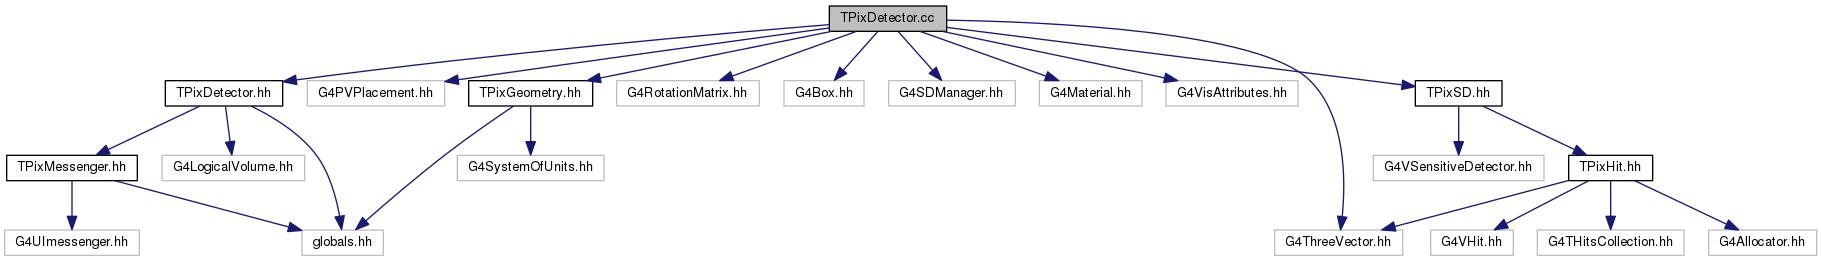 TPixDetector.cc
TPixDetector.hh
G4PVPlacement.hh
TPixGeometry.hh
G4RotationMatrix.hh
G4Box.hh
G4SDManager.hh
G4Material.hh
G4VisAttributes.hh
TPixSD.hh
TPixMessenger.hh
G4LogicalVolume.hh
G4SystemOfUnits.hh
G4VSensitiveDetector.hh
TPixHit.hh
G4UImessenger.hh
globals.hh
G4ThreeVector.hh
G4VHit.hh
G4THitsCollection.hh
G4Allocator.hh